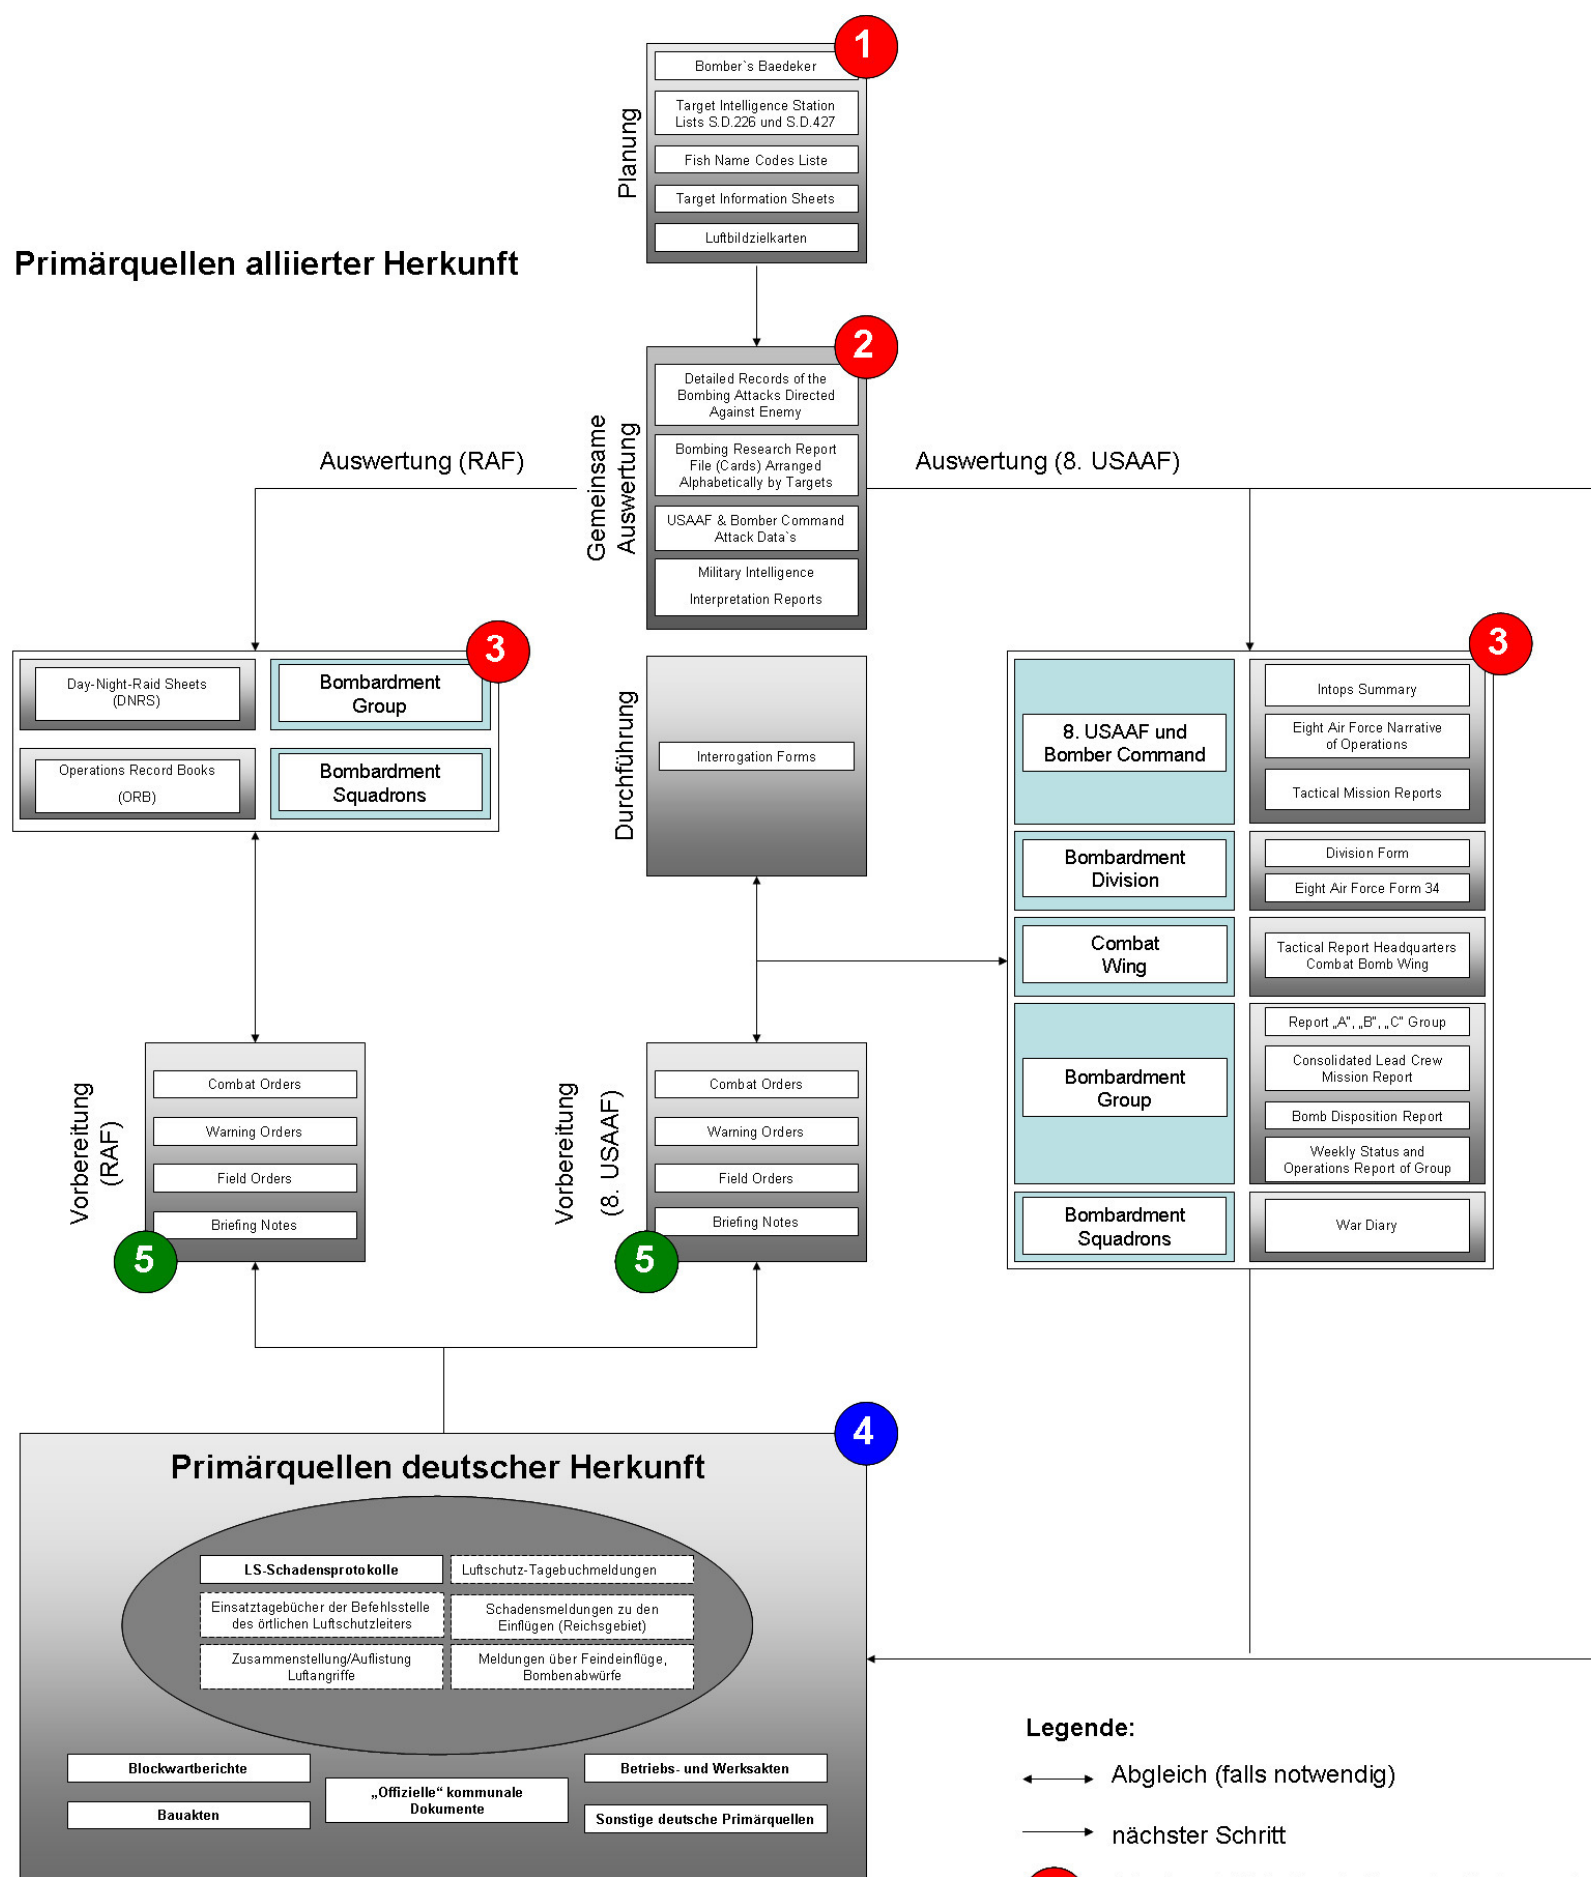 1
Bomber`s Baedeker
Target Intelligence Station
Lists S.D.226 und S.D.427
Fish Name Codes Liste
Target Information Sheets
Luftbildzielkarten
Planung
Primärquellen alliierter Herkunft
2
Detailed Records of the
Bombing Attacks Directed
Against Enemy
Bombing Research Report
File (Cards) Arranged
Alphabetically by Targets
USAAF & Bomber Command
Attack Data`s
Military Intelligence
Interpretation Reports
Gemeinsame
Auswertung
Auswertung (RAF)
Auswertung (8. USAAF)
3
Day-Night-Raid Sheets
(DNRS)
Bombardment
Group
Operations Record Books
(ORB)
Bombardment
Squadrons
Durchführung
Interrogation Forms
3
8. USAAF und
Bomber Command
Intops Summary
Eight Air Force Narrative
of Operations
Tactical Mission Reports
Bombardment
Division
Division Form
Eight Air Force Form 34
Combat
Wing
Tactical Report Headquarters
Combat Bomb Wing
Bombardment
Group
Report „A“, „B“, „C“ Group
Consolidated Lead Crew
Mission Report
Bomb Disposition Report
Weekly Status and
Operations Report of Group
Bombardment
Squadrons
War Diary
Vorbereitung
(RAF)
Combat Orders
Warning Orders
Field Orders
Briefing Notes
5
Vorbereitung
(8. USAAF)
Combat Orders
Warning Orders
Field Orders
Briefing Notes
5
4
Primärquellen deutscher Herkunft
LS-Schadensprotokolle
Luftschutz-Tagebuchmeldungen
Einsatztagebücher der Befehlsstelle
des örtlichen Luftschutzleiters
Schadensmeldungen zu den
Einflügen (Reichsgebiet)
Zusammenstellung/Auflistung
Luftangriffe
Meldungen über Feindeinflüge,
Bombenabwürfe
Blockwartberichte
Bauakten
„Offizielle“ kommunale
Dokumente
Betriebs- und Werksakten
Sonstige deutsche Primärquellen
Legende:
Abgleich (falls notwendig)
nächster Schritt